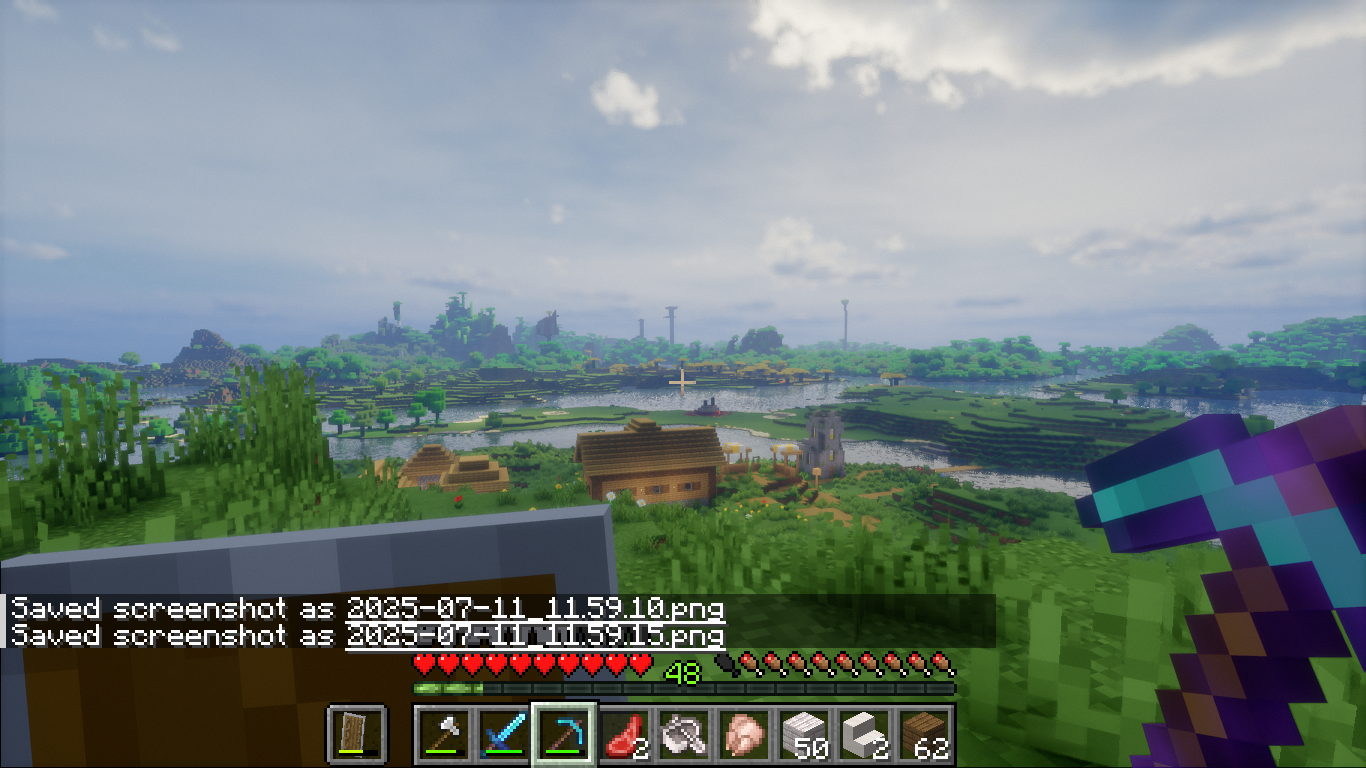 Saved screenshot as 2025-07-11_11.59.10.png
Saved screenshot as 2025-07-11_11.59.15.png
48
2 50 2 62